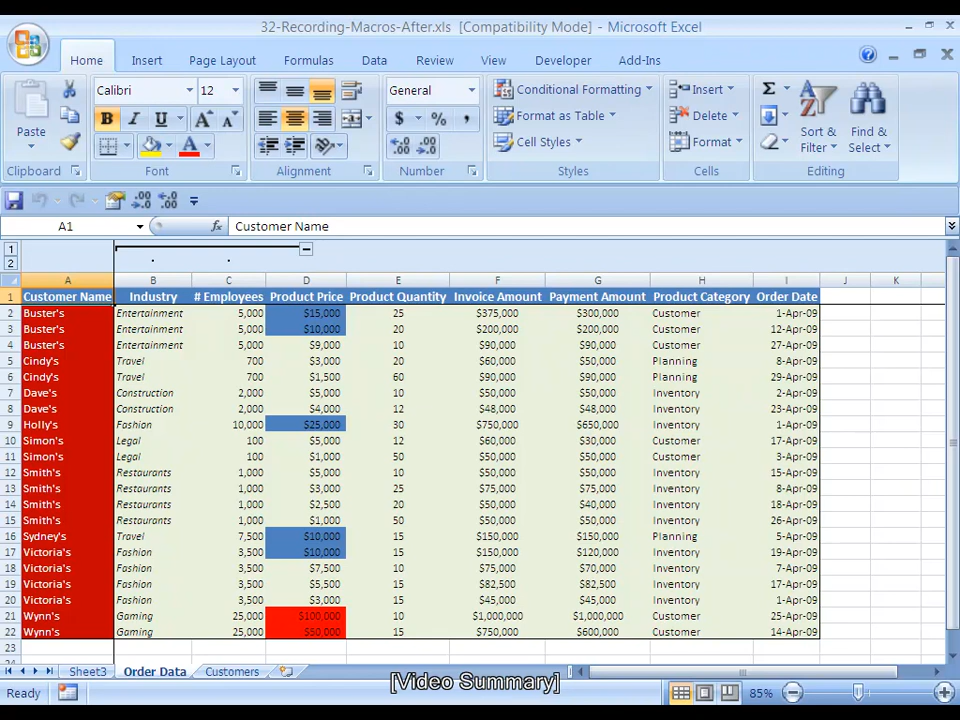 32-Recording-Macros-After.xls [Compatibility Mode] - Microsoft Excel
Home Insert Page Layout Formulas Data Review View Developer Add-Ins
Paste
Clipboard
Calibri 12
B I U A A
A
Font
Alignment
General
$ % ,
.00 .00
Number
Conditional Formatting
Format as Table
Cell Styles
Styles
Insert
Delete
Format
Cells
Σ
Sort & Filter
Find & Select
Editing
A1 fx Customer Name
1
2
A B C D E F G H I J K
1 Customer Name Industry # Employees Product Price Product Quantity Invoice Amount Payment Amount Product Category Order Date
2 Buster's Entertainment 5,000 $15,000 25 $375,000 $300,000 Customer 1-Apr-09
3 Buster's Entertainment 5,000 $10,000 20 $200,000 $200,000 Customer 27-Apr-09
4 Buster's Entertainment 5,000 $9,000 10 $90,000 $90,000 Customer 12-Apr-09
5 Cindy's Travel 700 $3,000 20 $60,000 $50,000 Planning 8-Apr-09
6 Cindy's Travel 700 $1,500 60 $90,000 $90,000 Planning 29-Apr-09
7 Dave's Construction 2,000 $5,000 10 $50,000 $50,000 Inventory 2-Apr-09
8 Dave's Construction 2,000 $4,000 12 $48,000 $48,000 Inventory 23-Apr-09
9 Holly's Fashion 10,000 $25,000 30 $750,000 $650,000 Inventory 1-Apr-09
10 Simon's Legal 100 $5,000 12 $60,000 $30,000 Customer 17-Apr-09
11 Simon's Legal 100 $1,000 50 $50,000 $50,000 Customer 3-Apr-09
12 Smith's Restaurants 1,000 $5,000 10 $50,000 $50,000 Inventory 15-Apr-09
13 Smith's Restaurants 1,000 $3,000 25 $75,000 $75,000 Inventory 8-Apr-09
14 Smith's Restaurants 1,000 $2,500 20 $50,000 $40,000 Inventory 18-Apr-09
15 Smith's Restaurants 1,000 $1,000 50 $50,000 $50,000 Inventory 26-Apr-09
16 Sydney's Travel 7,500 $10,000 15 $150,000 $150,000 Planning 5-Apr-09
17 Victoria's Fashion 3,500 $10,000 15 $150,000 $120,000 Inventory 19-Apr-09
18 Victoria's Fashion 3,500 $7,500 10 $75,000 $70,000 Inventory 7-Apr-09
19 Victoria's Fashion 3,500 $5,500 15 $82,500 $82,500 Inventory 17-Apr-09
20 Victoria's Fashion 3,500 $3,000 15 $45,000 $45,000 Inventory 1-Apr-09
21 Wynn's Gaming 25,000 $100,000 10 $1,000,000 $1,000,000 Customer 25-Apr-09
22 Wynn's Gaming 25,000 $50,000 15 $750,000 $600,000 Customer 14-Apr-09
23
24
Sheet3 Order Data Customers
[Video Summary]
Ready 85%